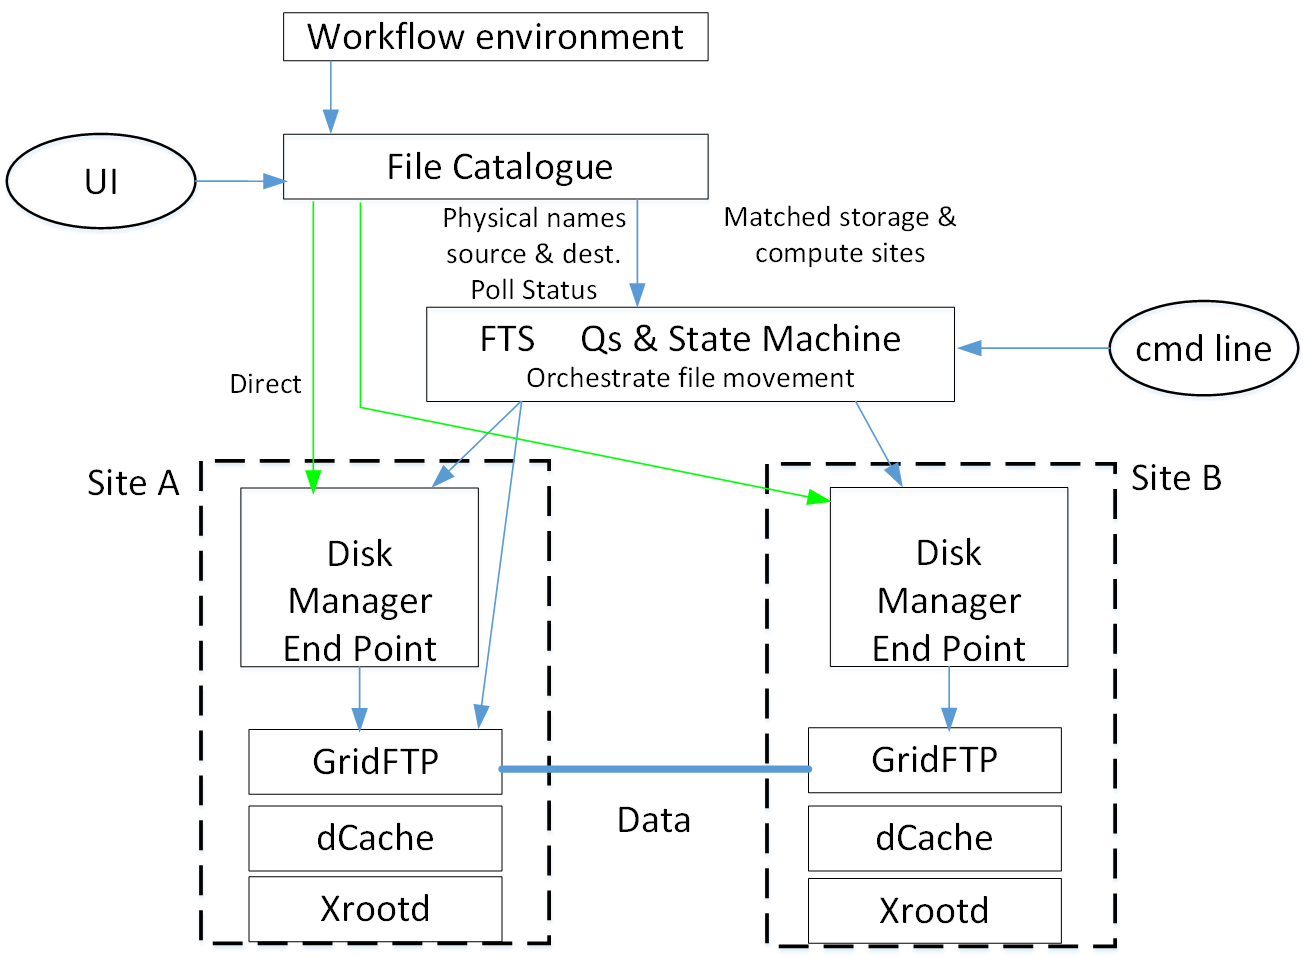 Workflow environment
File Catalogue
UI
Physical names
source & dest.
Poll Status
Matched storage &
compute sites
FTS Qs & State Machine
Orchestrate file movement
cmd line
Direct
Site A
Site B
Disk
Manager
End Point
Disk
Manager
End Point
GridFTP
GridFTP
Data
dCache
dCache
Xrootd
Xrootd